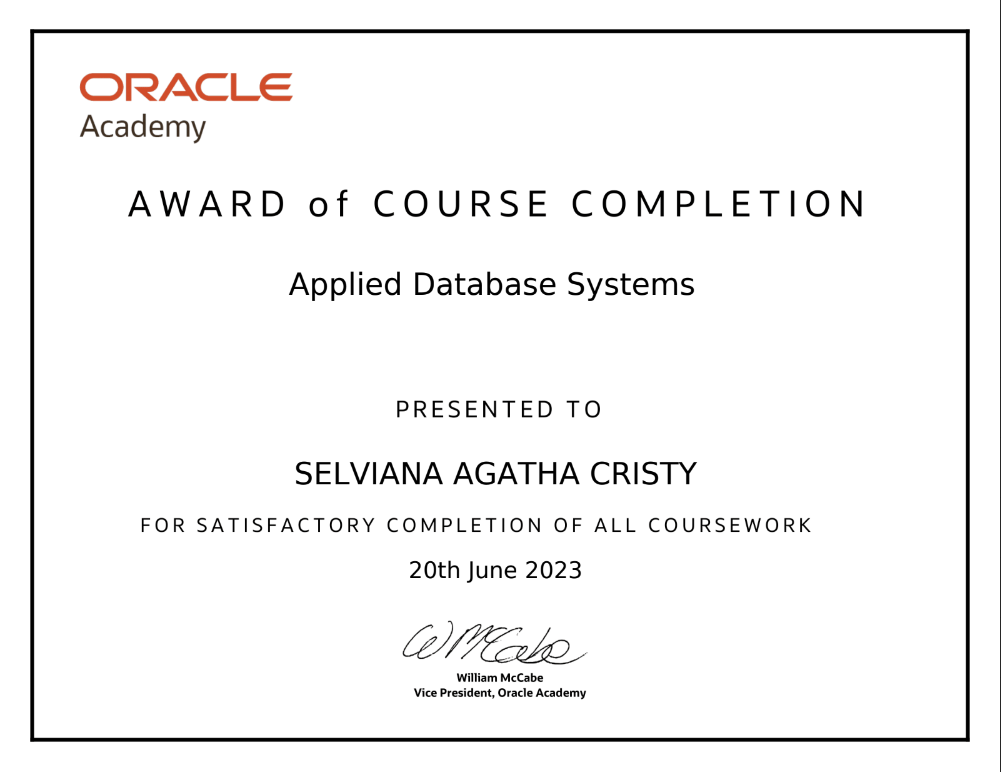 ORACLE
Academy
AWARD of COURSE COMPLETION
Applied Database Systems
PRESENTED TO
SELVIANA AGATHA CRISTY
FOR SATISFACTORY COMPLETION OF ALL COURSEWORK
20th June 2023
W McCabe
William McCabe
Vice President, Oracle Academy